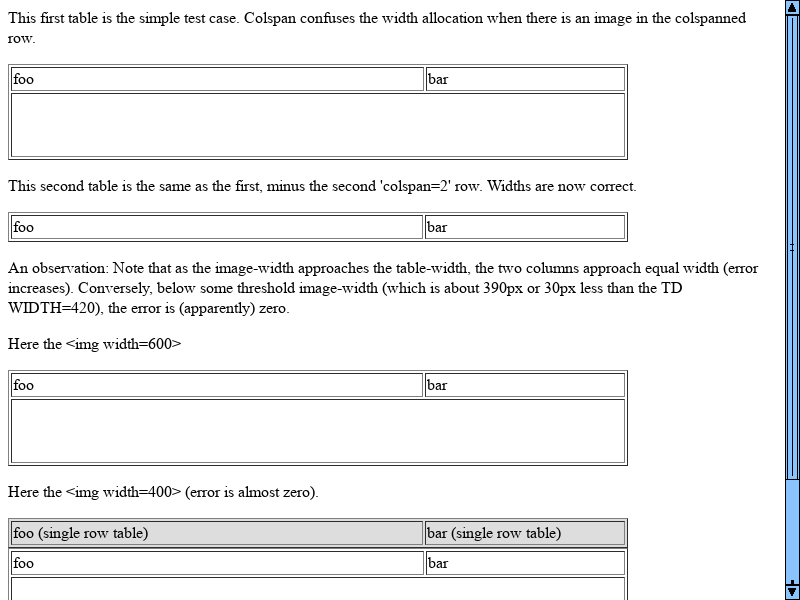 This first table is the simple test case. Colspan confuses the width allocation when there is an image in the colspanned
row.
foo bar
This second table is the same as the first, minus the second 'colspan=2' row. Widths are now correct.
foo bar
An observation: Note that as the image-width approaches the table-width, the two columns approach equal width (error
increases). Conversely, below some threshold image-width (which is about 390px or 30px less than the TD
WIDTH=420), the error is (apparently) zero.
Here the <img width=600>
foo bar
Here the <img width=400> (error is almost zero).
foo (single row table) bar (single row table)
foo bar